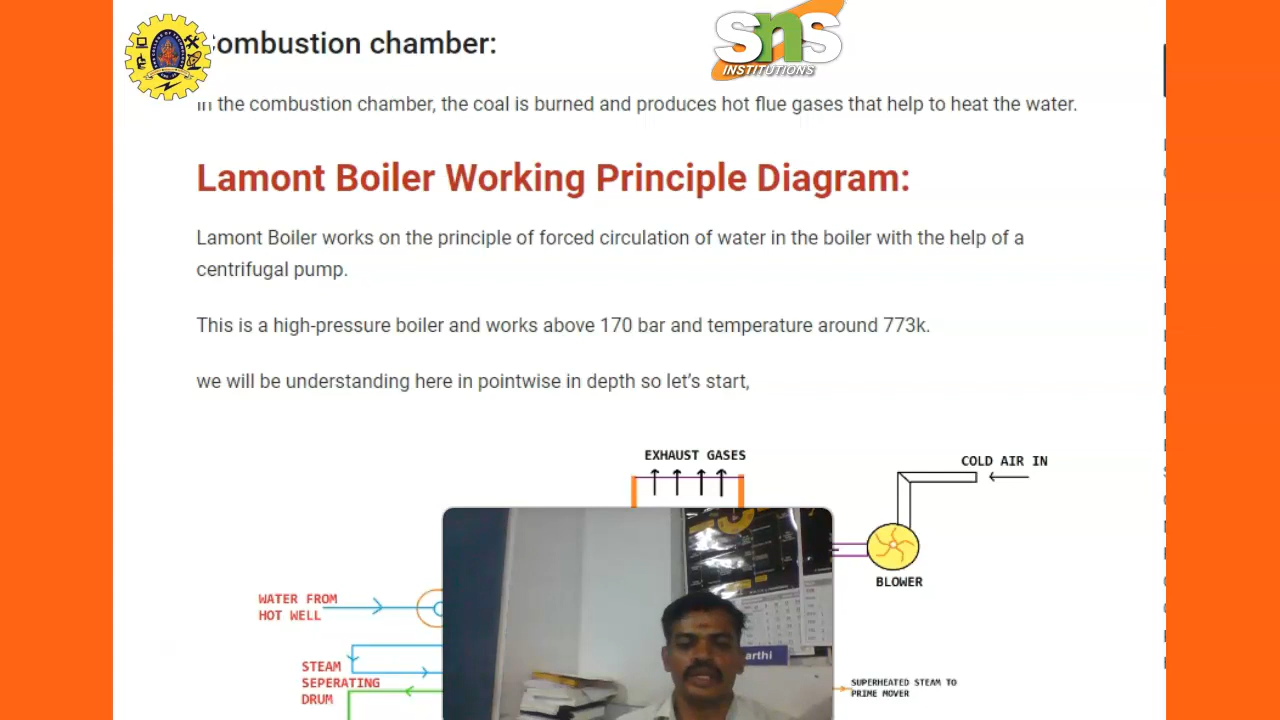 Combustion chamber:
sns
INSTITUTIONS
In the combustion chamber, the coal is burned and produces hot flue gases that help to heat the water.
Lamont Boiler Working Principle Diagram:
Lamont Boiler works on the principle of forced circulation of water in the boiler with the help of a
centrifugal pump.
This is a high-pressure boiler and works above 170 bar and temperature around 773k.
we will be understanding here in pointwise in depth so let's start,
EXHAUST GASES
COLD AIR IN
BLOWER
WATER FROM
HOT WELL
STEAM
SEPERATING
DRUM
arthi
SUPERHEATED STEAM TO
PRIME MOVER